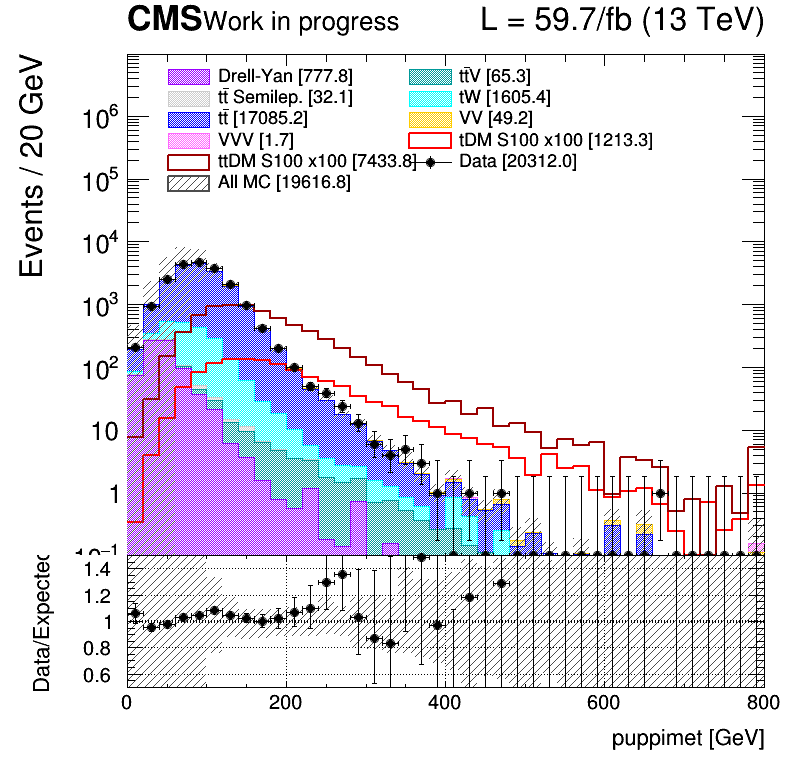 CMS Work in progress L = 59.7/fb (13 TeV)
Events / 20 GeV
Drell-Yan [777.8] tt̄V [65.3]
tt̄ Semilep. [32.1] tW [1605.4]
tt̄ [17085.2] VV [49.2]
VVV [1.7] tDM S100 x100 [1213.3]
ttDM S100 x100 [7433.8] Data [20312.0]
All MC [19616.8]
10⁶
10⁵
10⁴
10³
10²
10
1
10⁻¹
Data/Expected
1.4
1.2
1
0.8
0.6
0 200 400 600 800
puppimet [GeV]